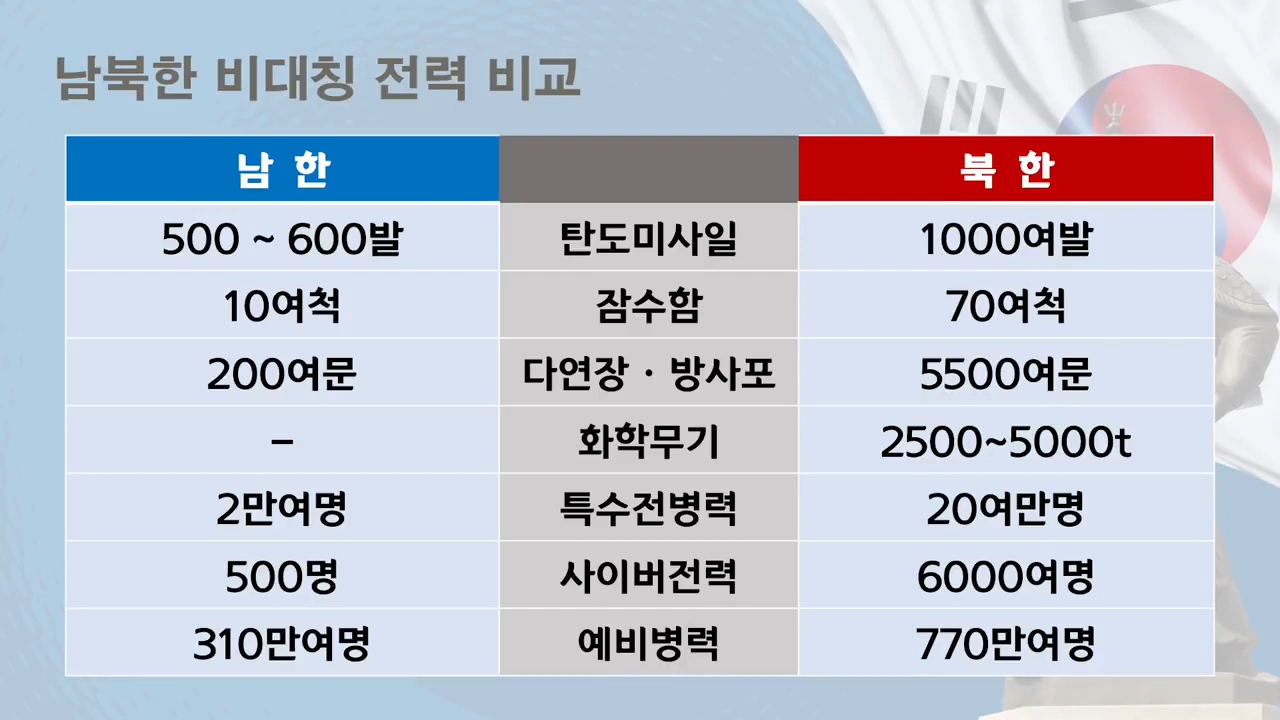 남북한 비대칭 전력 비교
남 한 북 한
500 ~ 600발 탄도미사일 1000여발
10여척 잠수함 70여척
200여문 다연장 · 방사포 5500여문
– 화학무기 2500~5000t
2만여명 특수전병력 20여만명
500명 사이버전력 6000여명
310만여명 예비병력 770만여명